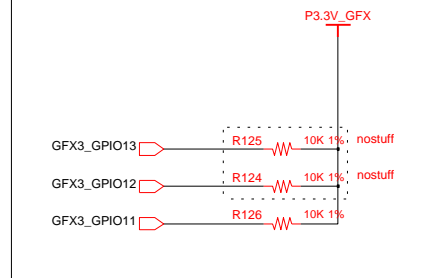 P3.3V_GFX
GFX3_GPIO13 R125 10K 1% nostuff
GFX3_GPIO12 R124 10K 1% nostuff
GFX3_GPIO11 R126 10K 1%